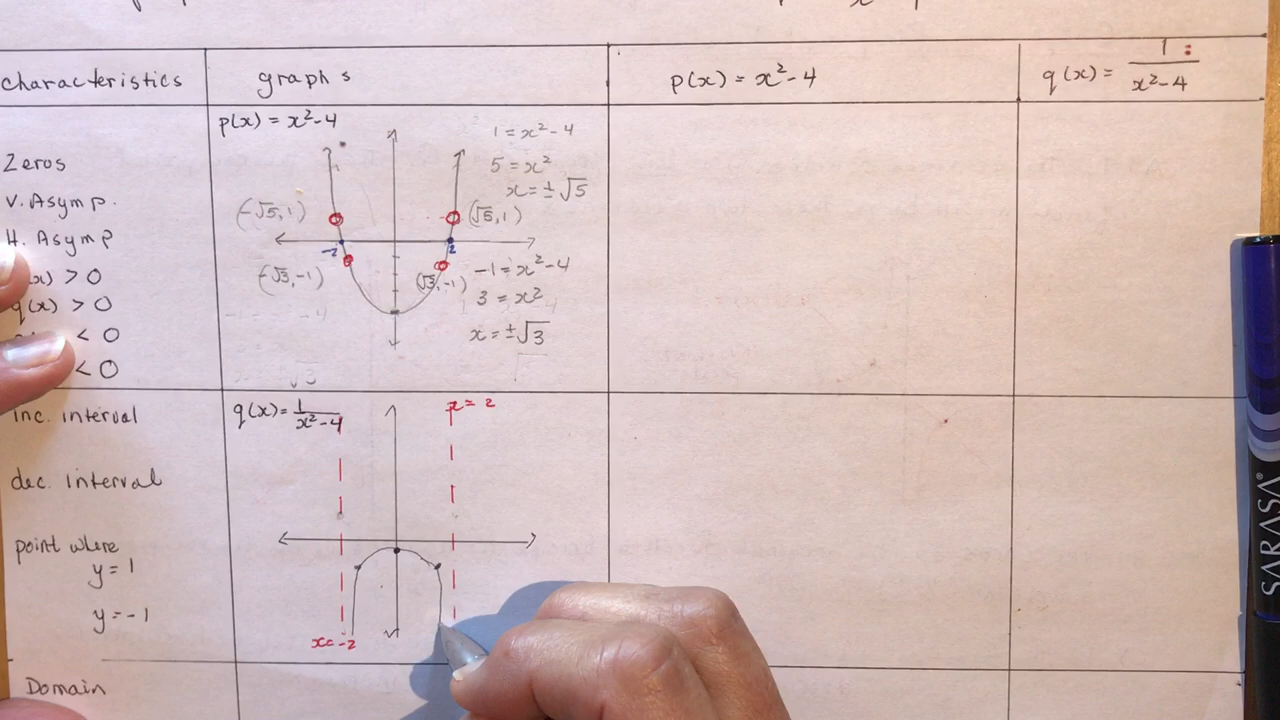 characteristics
graphs
p(x) = x²-4
q(x) = 1 / x²-4
p(x) = x²-4
Zeros
V. Asymp.
H. Asymp
x) > 0
q(x) > 0
< 0
< 0
1 = x²-4
5 = x²
x = ±√5
(-√5, 1)
(√5, 1)
-2
2
(-√3, -1)
(√3, -1)
-1 = x²-4
3 = x²
x = ±√3
inc. interval
dec. interval
point where
y = 1
y = -1
q(x) = 1 / x²-4
x = 2
x = -2
Domain
SARASA